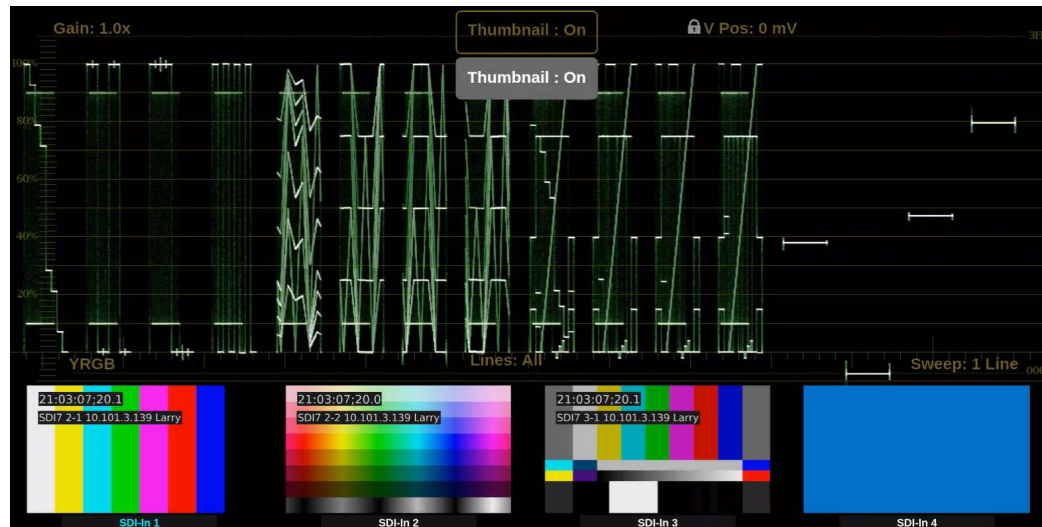 Gain: 1.0x
Thumbnail : On
V Pos: 0 mV
3F
Thumbnail : On
100%
80%
60%
40%
20%
YRGB
Lines: All
Sweep: 1 Line
000
21:03:07;20.1
SDI7 2-1 10.101.3.139 Larry
21:03:07;20.0
SDI7 2-2 10.101.3.139 Larry
21:03:07;20.1
SDI7 3-1 10.101.3.139 Larry
SDI-In 1
SDI-In 2
SDI-In 3
SDI-In 4